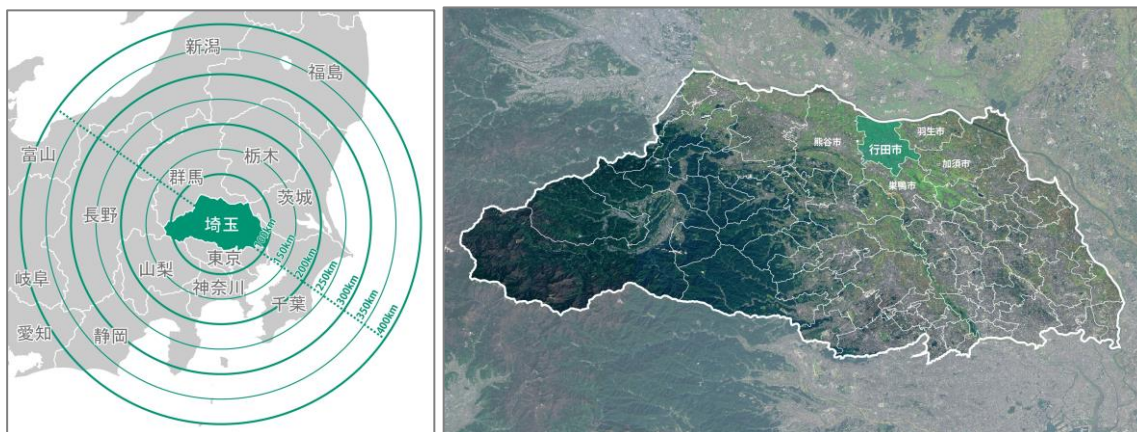 新潟
福島
富山
栃木
群馬
茨城
長野
埼玉
岐阜
山梨
東京
神奈川
千葉
愛知
静岡
100km
150km
200km
250km
300km
350km
400km
熊谷市
行田市
羽生市
加須市
巣鴨市